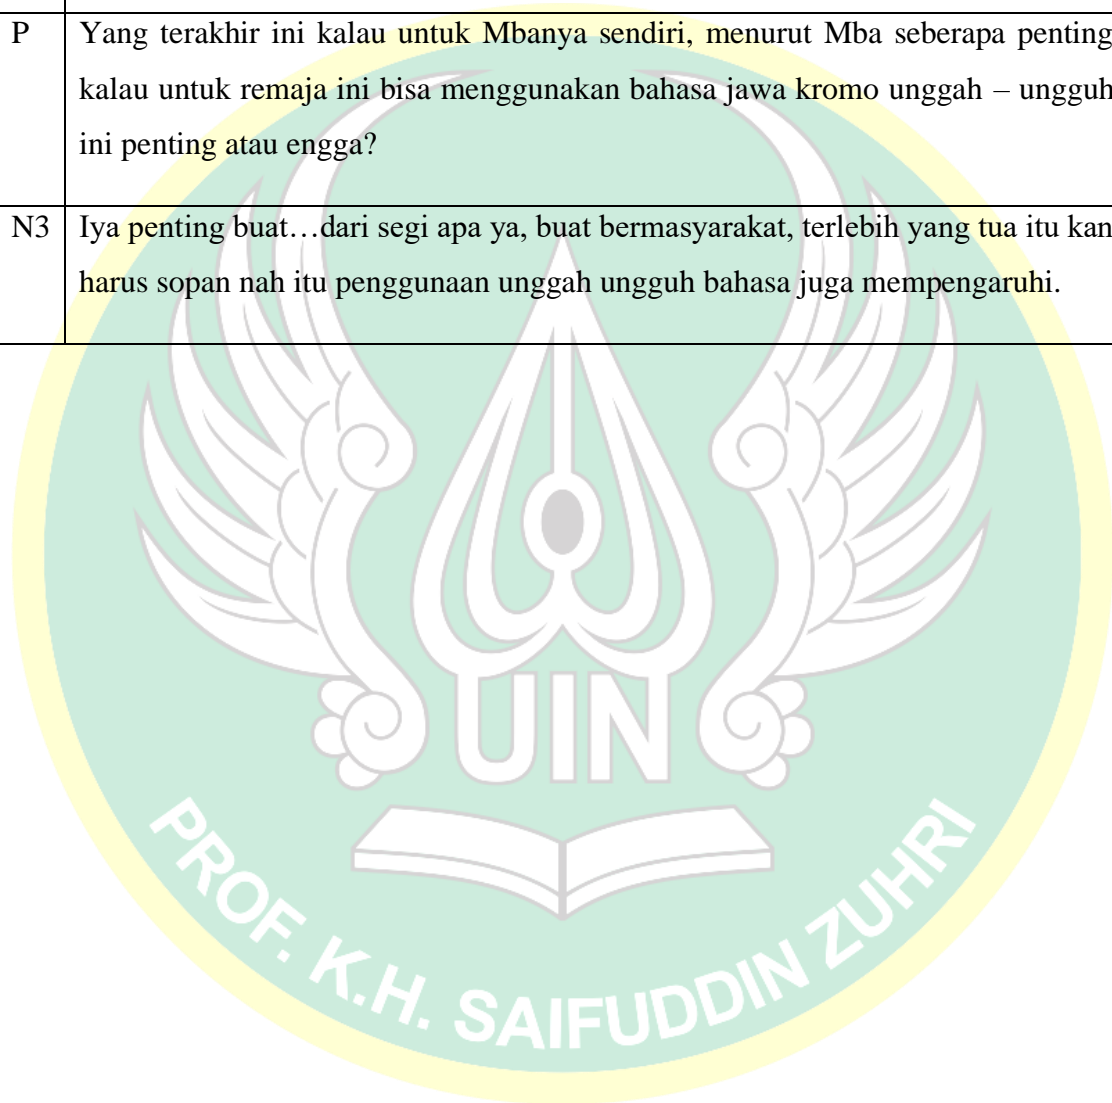 P Yang terakhir ini kalau untuk Mbanya sendiri, menurut Mba seberapa penting
kalau untuk remaja ini bisa menggunakan bahasa jawa kromo unggah – ungguh
ini penting atau engga?
N3 Iya penting buat…dari segi apa ya, buat bermasyarakat, terlebih yang tua itu kan
harus sopan nah itu penggunaan unggah ungguh bahasa juga mempengaruhi.
UIN
PROF. K.H. SAIFUDDIN ZUHRI